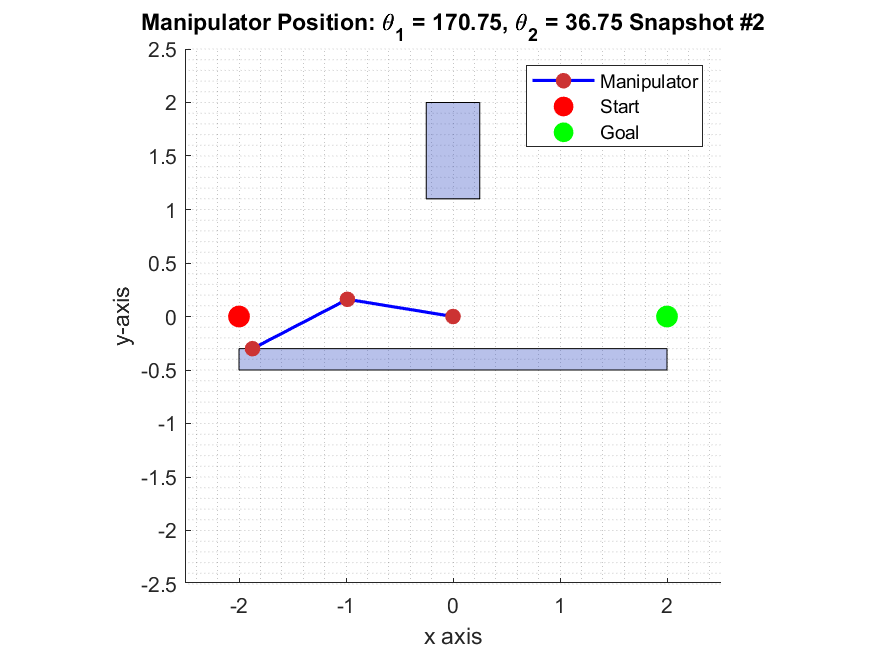 Manipulator Position: θ1 = 170.75, θ2 = 36.75 Snapshot #2
Manipulator
Start
Goal
2.5
2
1.5
1
0.5
0
-0.5
-1
-1.5
-2
-2.5
y-axis
-2 -1 0 1 2
x axis